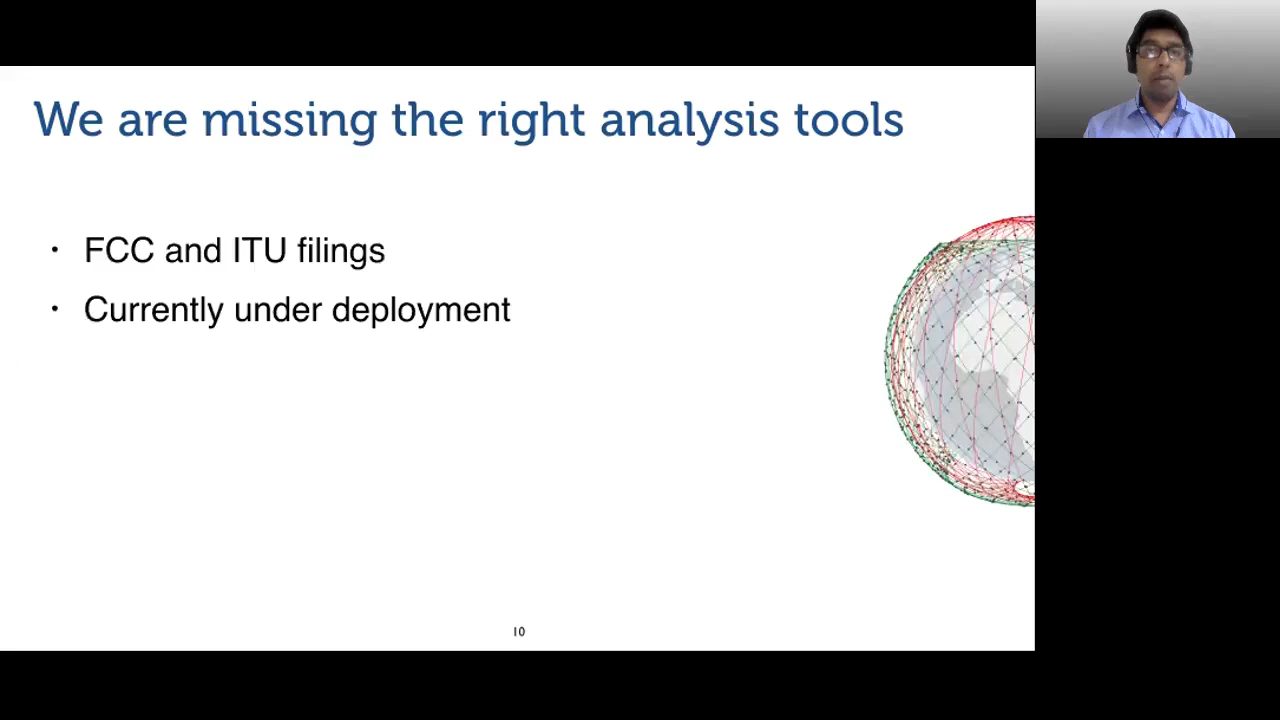 We are missing the right analysis tools
• FCC and ITU filings
• Currently under deployment
10